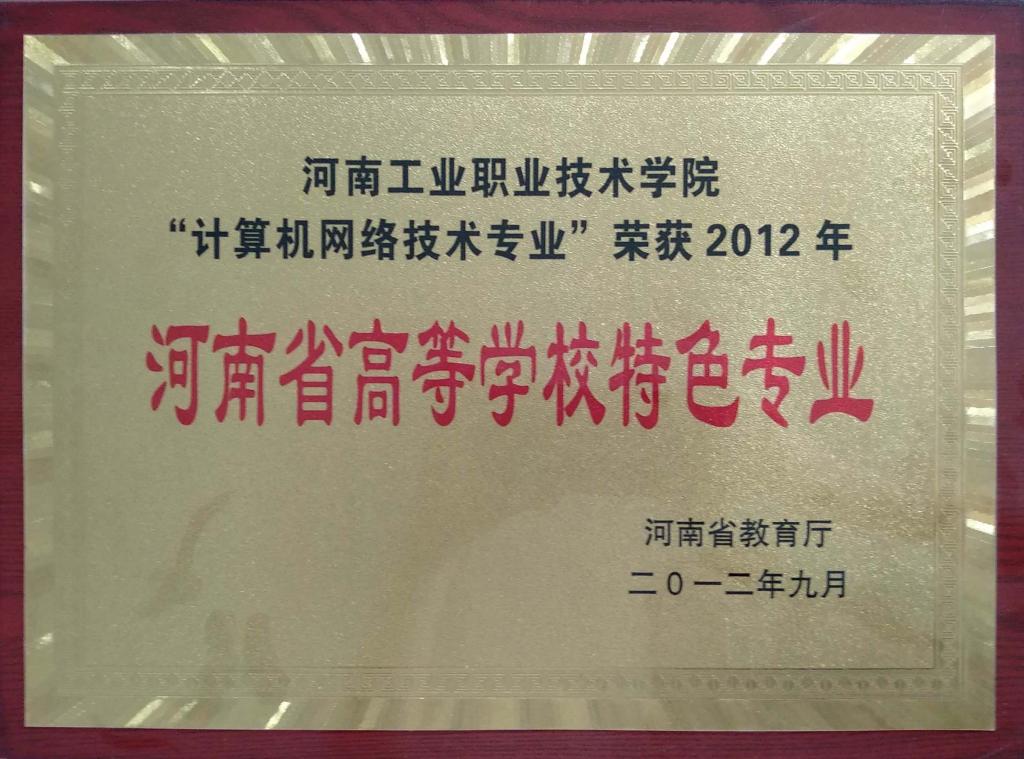 河南工业职业技术学院
“计算机网络技术专业”荣获2012年
河南省高等学校特色专业
河南省教育厅
二0一二年九月